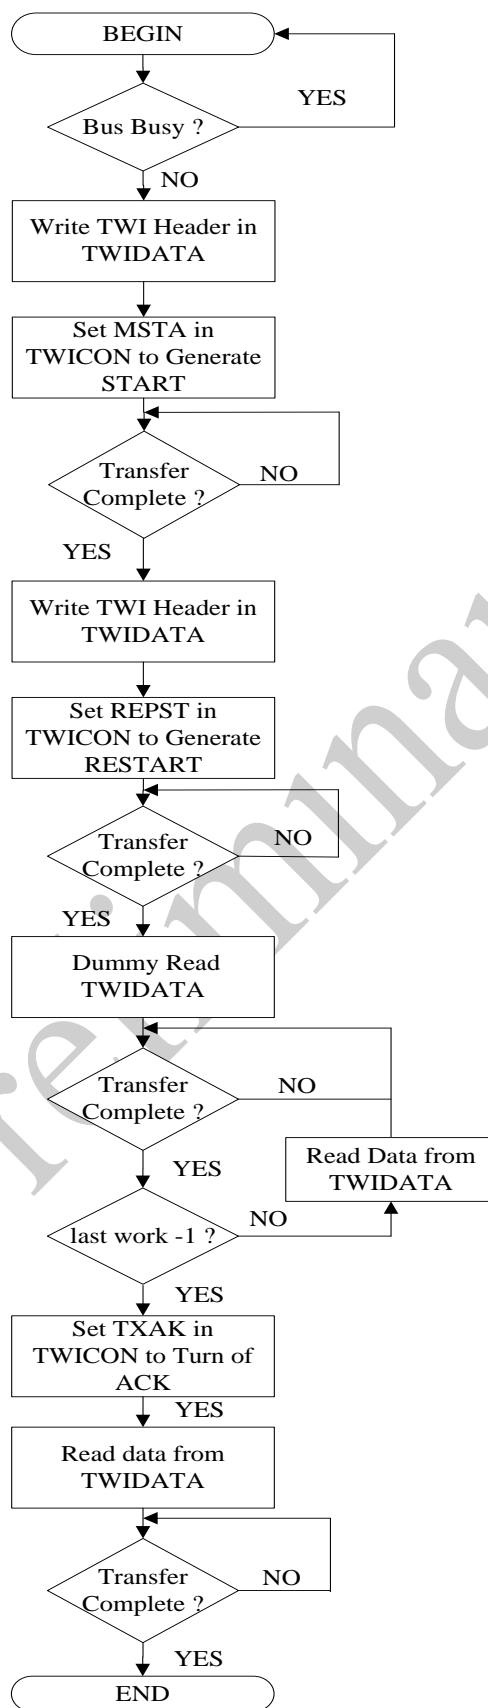 BEGIN
YES
Bus Busy ?
NO
Write TWI Header in
TWIDATA
Set MSTA in
TWICON to Generate
START
Transfer
Complete ?
NO
YES
Write TWI Header in
TWIDATA
Set REPST in
TWICON to Generate
RESTART
Transfer
Complete ?
NO
YES
Dummy Read
TWIDATA
Transfer
Complete ?
NO
YES
Read Data from
TWIDATA
last work -1 ?
NO
YES
Set TXAK in
TWICON to Turn of
ACK
YES
Read data from
TWIDATA
Transfer
Complete ?
NO
YES
END